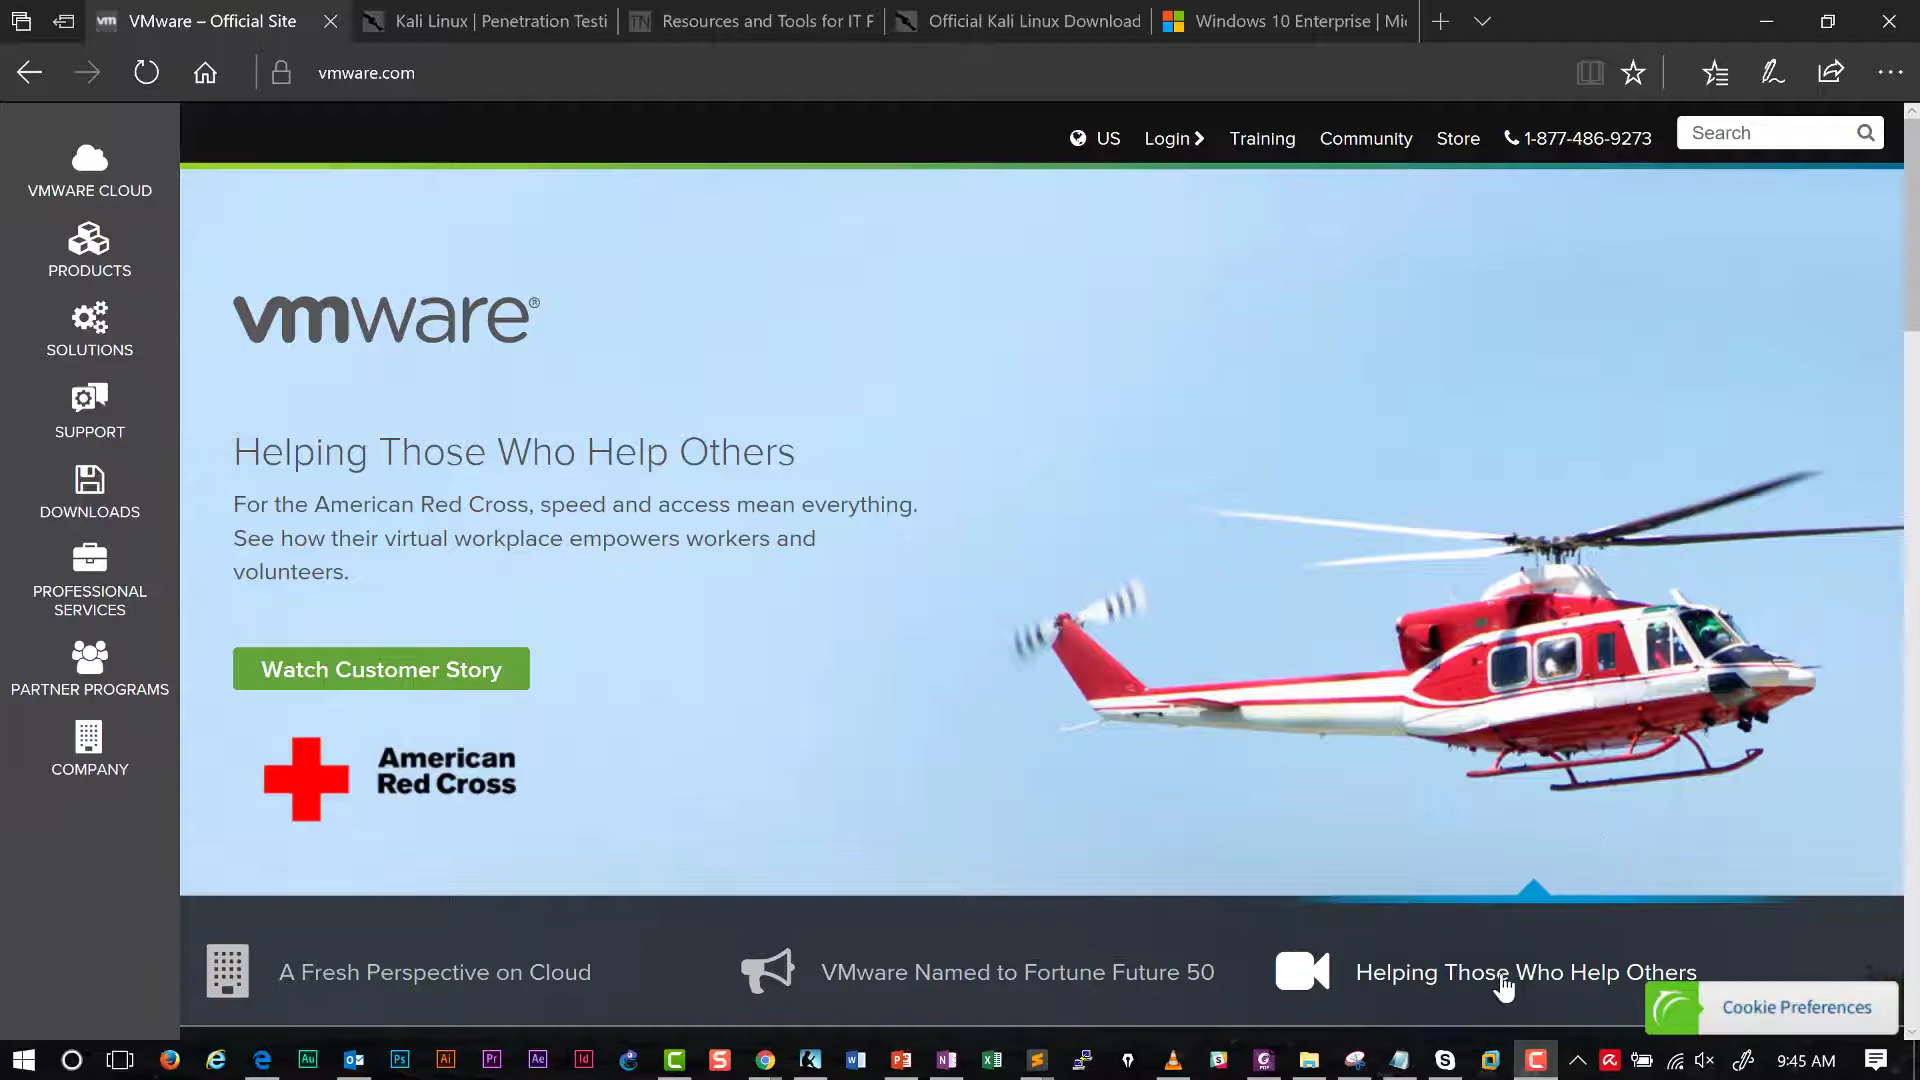 VMware – Official Site
Kali Linux | Penetration Testi
Resources and Tools for IT F
Official Kali Linux Download
Windows 10 Enterprise | Mic
vmware.com
US
Login
Training
Community
Store
1-877-486-9273
Search
VMWARE CLOUD
PRODUCTS
SOLUTIONS
SUPPORT
DOWNLOADS
PROFESSIONAL
SERVICES
PARTNER PROGRAMS
COMPANY
vmware®
Helping Those Who Help Others
For the American Red Cross, speed and access mean everything.
See how their virtual workplace empowers workers and
volunteers.
Watch Customer Story
American
Red Cross
A Fresh Perspective on Cloud
VMware Named to Fortune Future 50
Helping Those Who Help Others
Cookie Preferences
9:45 AM